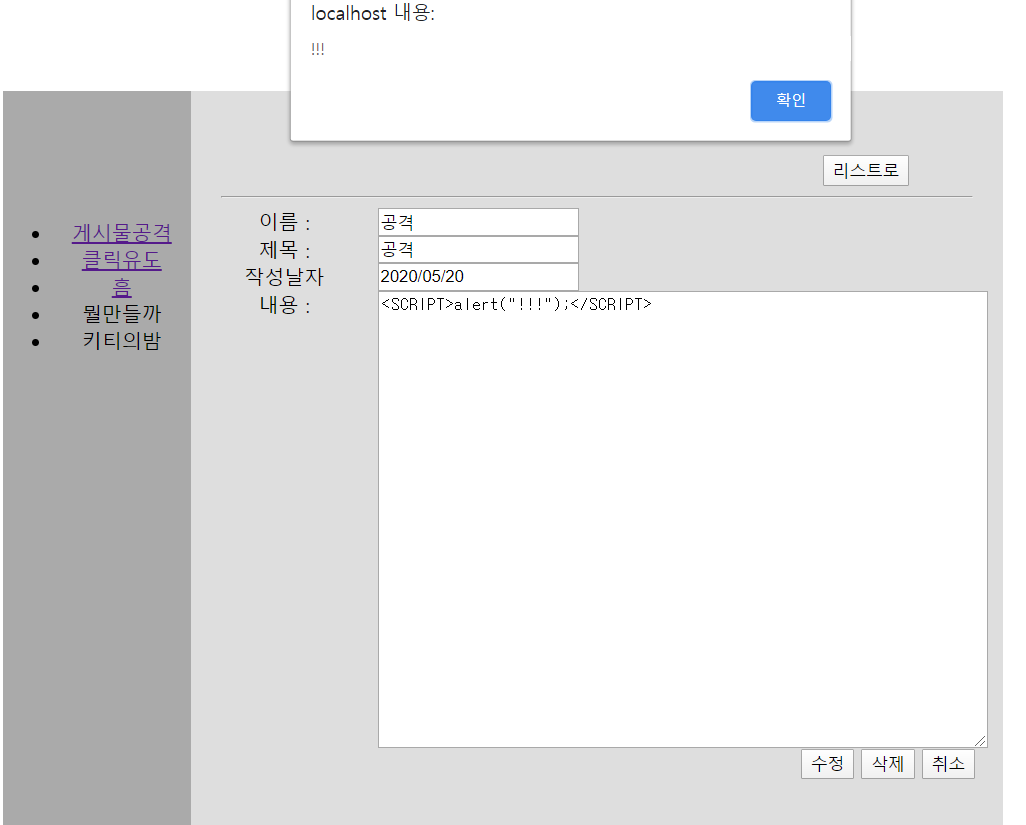 localhost 내용:
!!!
확인
리스트로
게시물공격
클릭유도
홈
뭘만들까
키티의밤
이름 : 공격
제목 : 공격
작성날자 2020/05/20
내용 : <SCRIPT>alert("!!!");</SCRIPT>
수정 삭제 취소